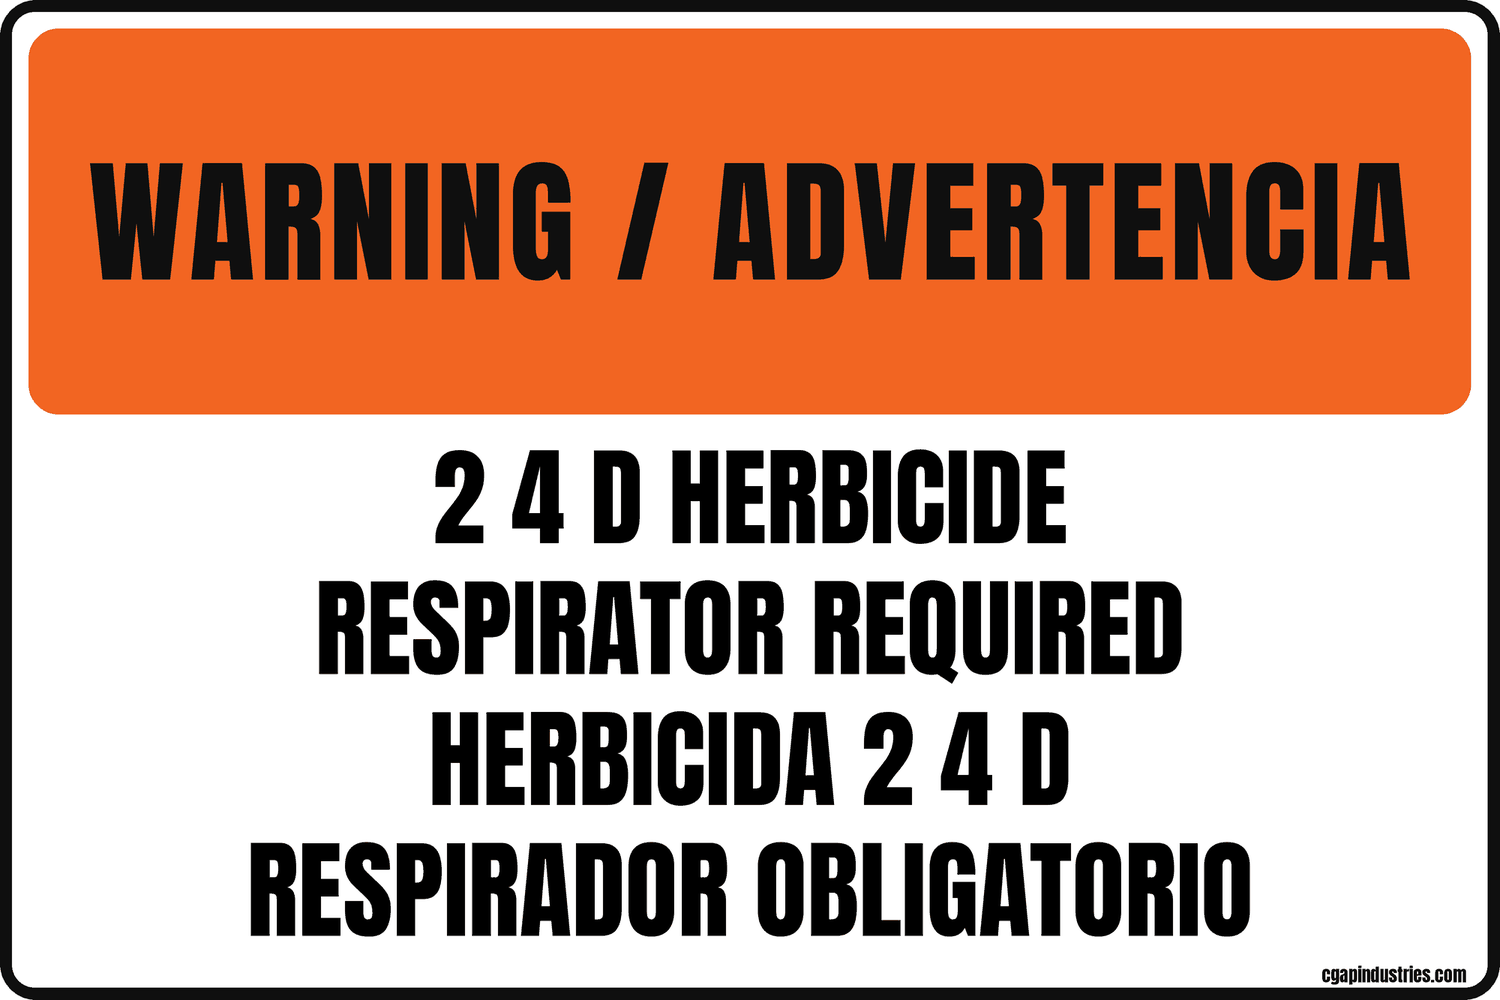 WARNING / ADVERTENCIA
2 4 D HERBICIDE
RESPIRATOR REQUIRED
HERBICIDA 2 4 D
RESPIRADOR OBLIGATORIO
cgapindustries.com